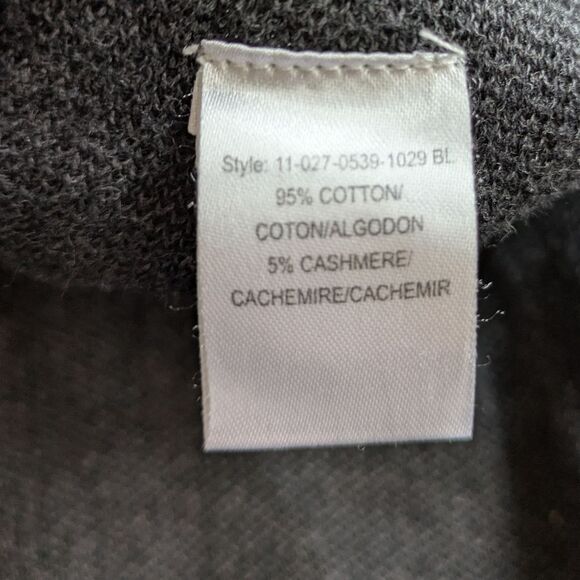 Style: 11-027-0539-1029 BL
95% COTTON/
COTON/ALGODON
5% CASHMERE/
CACHEMIRE/CACHEMIR